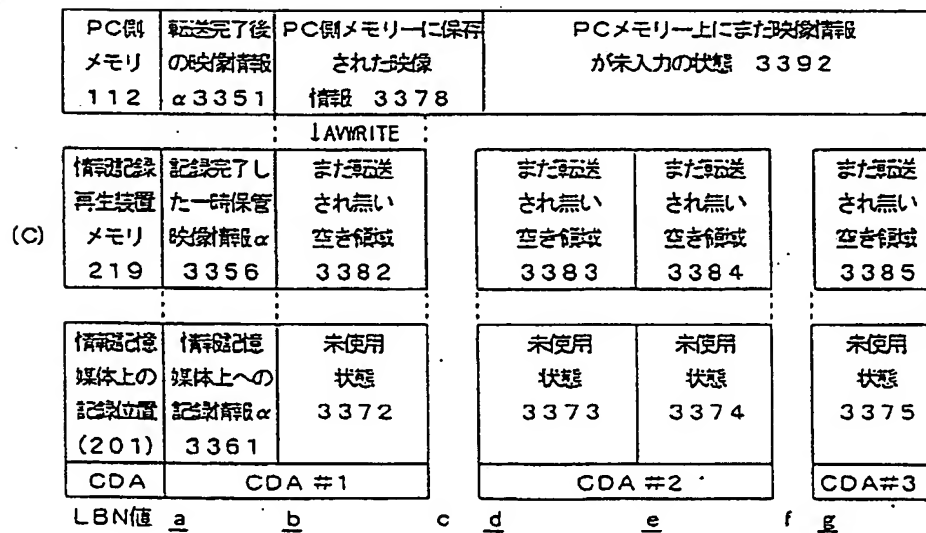 PC側 転送完了後 PC側メモリーに保存 PCメモリー上にまだ映像情報
メモリ の映像情報 された映像 が未入力の状態 3392
112 α3351 情報 3378
↓AVWRITE
情報記録 記録完了し まだ転送 まだ転送 まだ転送 まだ転送
再生装置 た一時保管 され無い され無い され無い され無い
(C) メモリ 映像情報α 空き領域 空き領域 空き領域 空き領域
219 3356 3382 3383 3384 3385
情報記憶 情報記憶 未使用 未使用 未使用 未使用
媒体上の 媒体上への 状態 状態 状態 状態
記録位置 記録情報α 3372 3373 3374 3375
(201) 3361
CDA CDA #1 CDA #2 CDA#3
LBN値 a b c d e f g